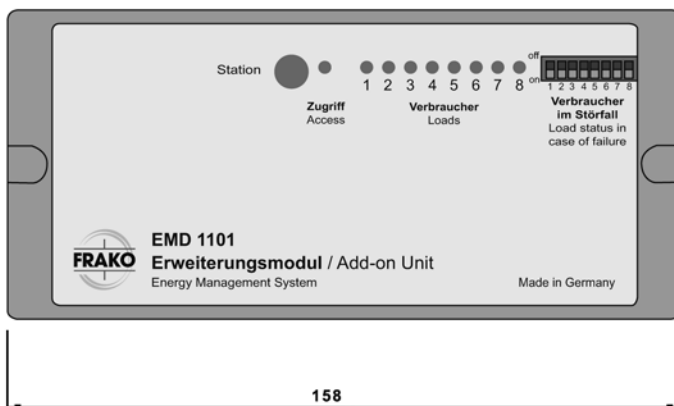 Station
off
on
1 2 3 4 5 6 7 8
1 2 3 4 5 6 7 8
Zugriff
Access
Verbraucher
Loads
Verbraucher
im Störfall
Load status in
case of failure
FRAKO
EMD 1101
Erweiterungsmodul / Add-on Unit
Energy Management System
Made in Germany
158